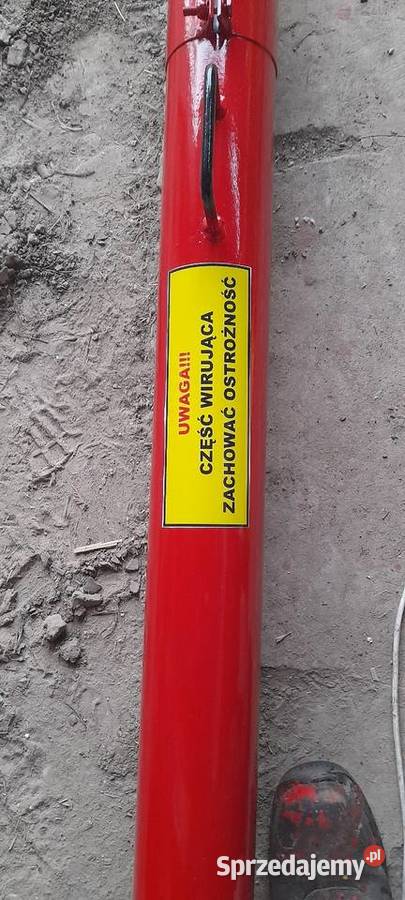 UWAGA!!!
CZĘŚĆ WIRUJĄCA
ZACHOWAĆ OSTROŻNOŚĆ
Sprzedajemy.pl